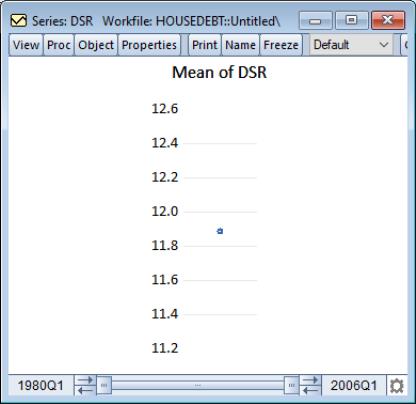 Series: DSR Workfile: HOUSEDEBT::Untitled\
View Proc Object Properties Print Name Freeze Default
Mean of DSR
12.6
12.4
12.2
12.0
11.8
11.6
11.4
11.2
1980Q1 2006Q1